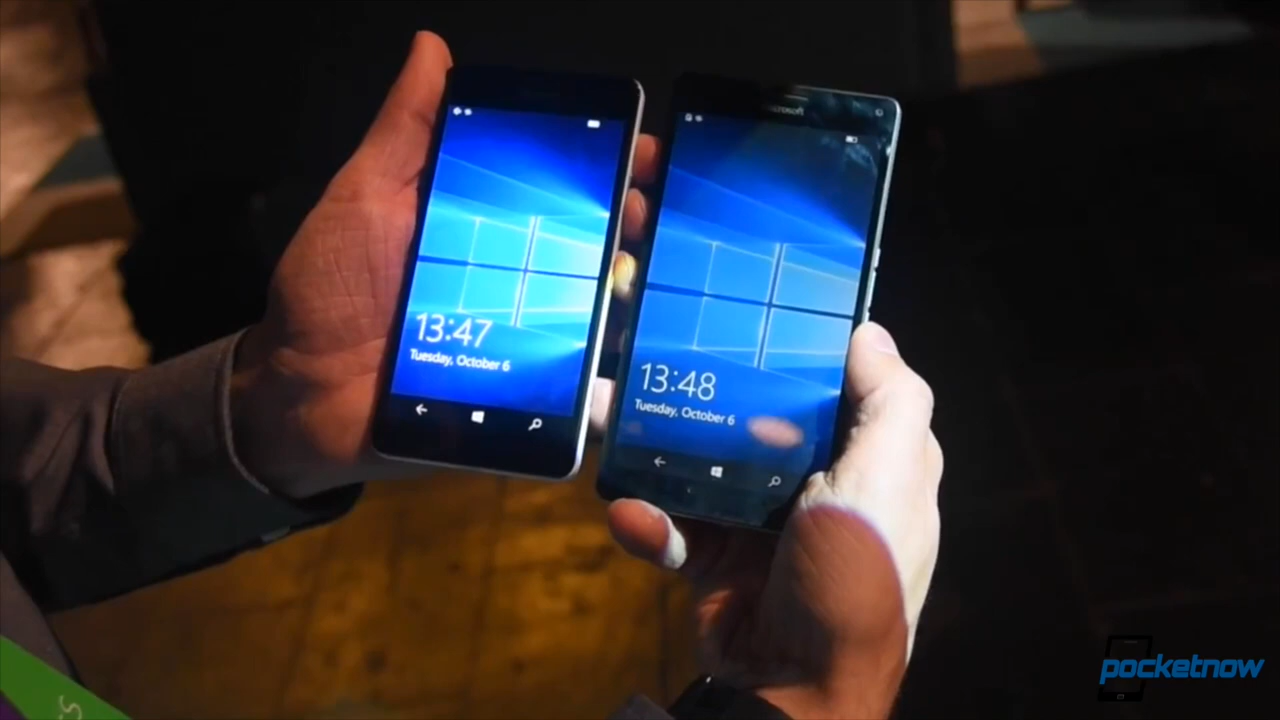 Microsoft
13:47
Tuesday, October 6
13:48
Tuesday, October 6
pocketnow